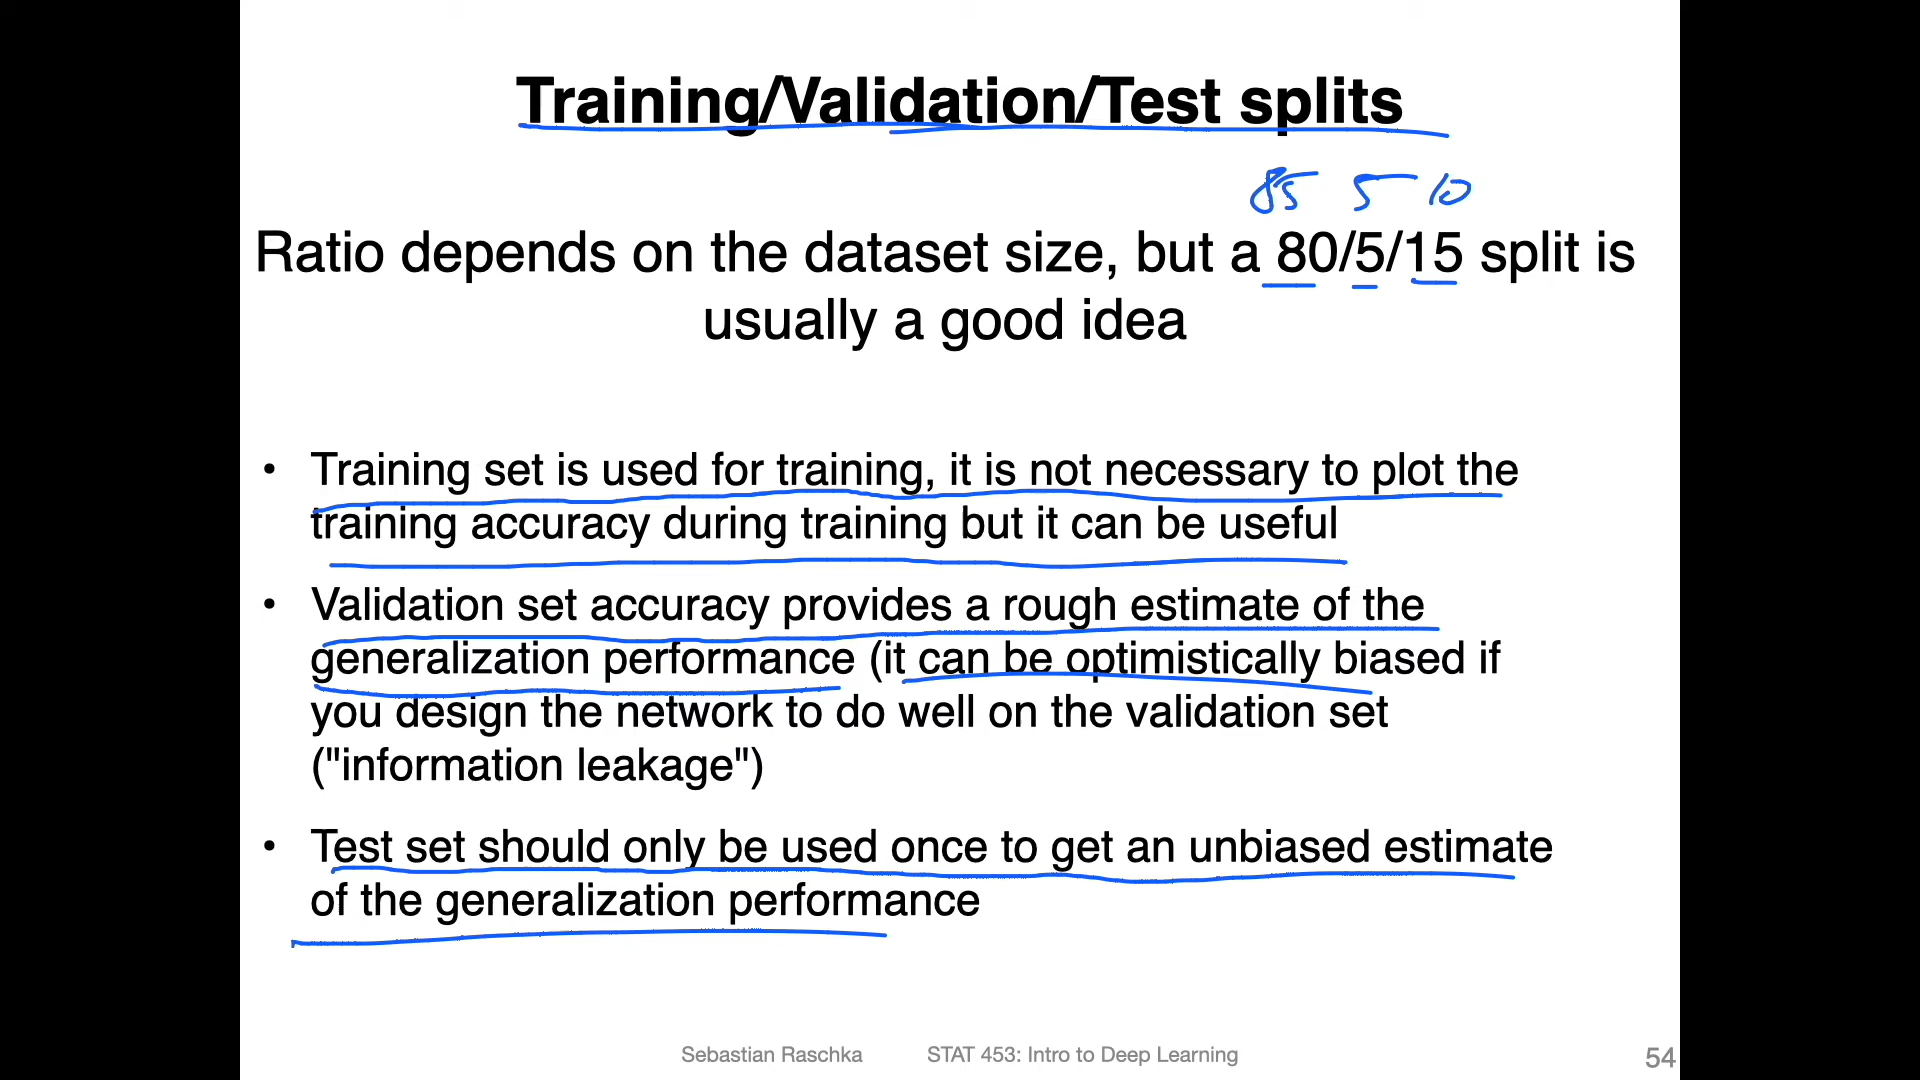 Training/Validation/Test splits
85 5 10
Ratio depends on the dataset size, but a 80/5/15 split is
usually a good idea
• Training set is used for training, it is not necessary to plot the
training accuracy during training but it can be useful
• Validation set accuracy provides a rough estimate of the
generalization performance (it can be optimistically biased if
you design the network to do well on the validation set
("information leakage")
• Test set should only be used once to get an unbiased estimate
of the generalization performance
Sebastian Raschka STAT 453: Intro to Deep Learning 54